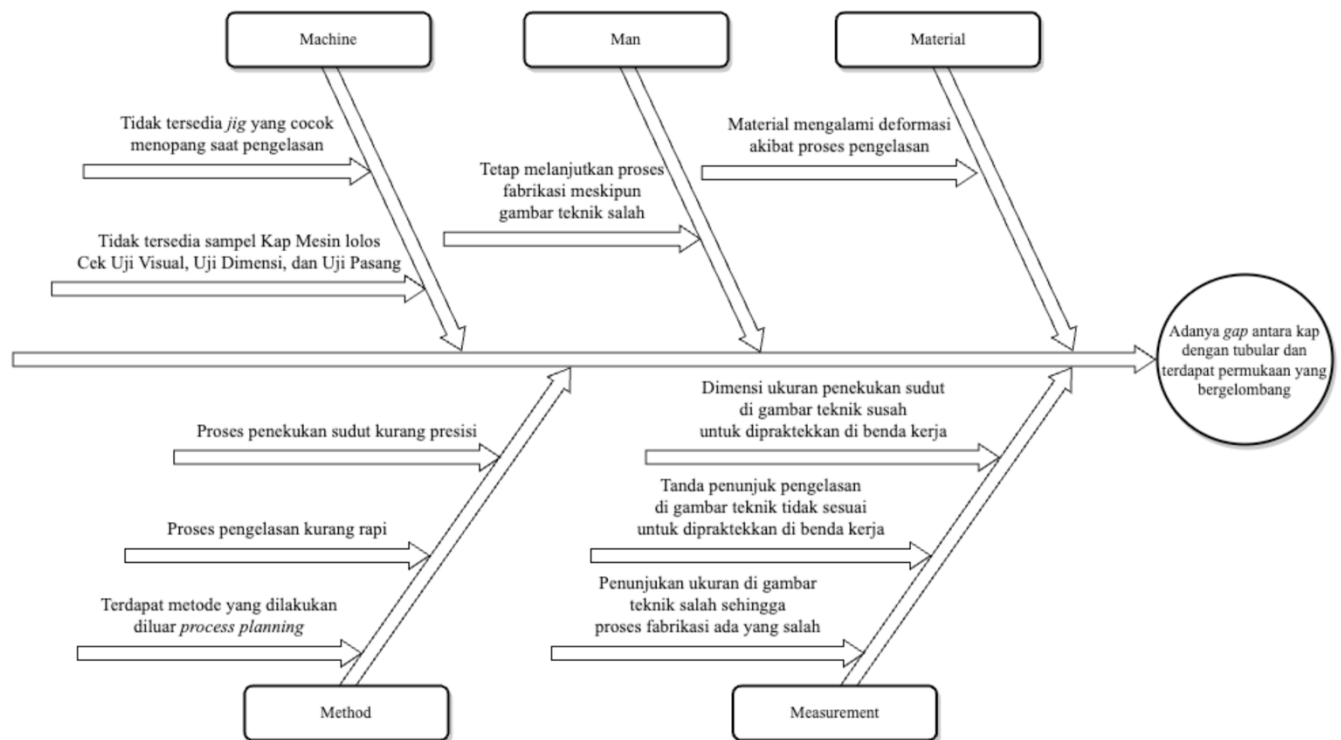 Machine
Man
Material
Tidak tersedia jig yang cocok
menopang saat pengelasan
Tidak tersedia sampel Kap Mesin lolos
Cek Uji Visual, Uji Dimensi, dan Uji Pasang
Tetap melanjutkan proses
fabrikasi meskipun
gambar teknik salah
Material mengalami deformasi
akibat proses pengelasan
Adanya gap antara kap
dengan tubular dan
terdapat permukaan yang
bergelombang
Proses penekukan sudut kurang presisi
Proses pengelasan kurang rapi
Terdapat metode yang dilakukan
diluar process planning
Dimensi ukuran penekukan sudut
di gambar teknik susah
untuk dipraktekkan di benda kerja
Tanda penunjuk pengelasan
di gambar teknik tidak sesuai
untuk dipraktekkan di benda kerja
Penunjukan ukuran di gambar
teknik salah sehingga
proses fabrikasi ada yang salah
Method
Measurement